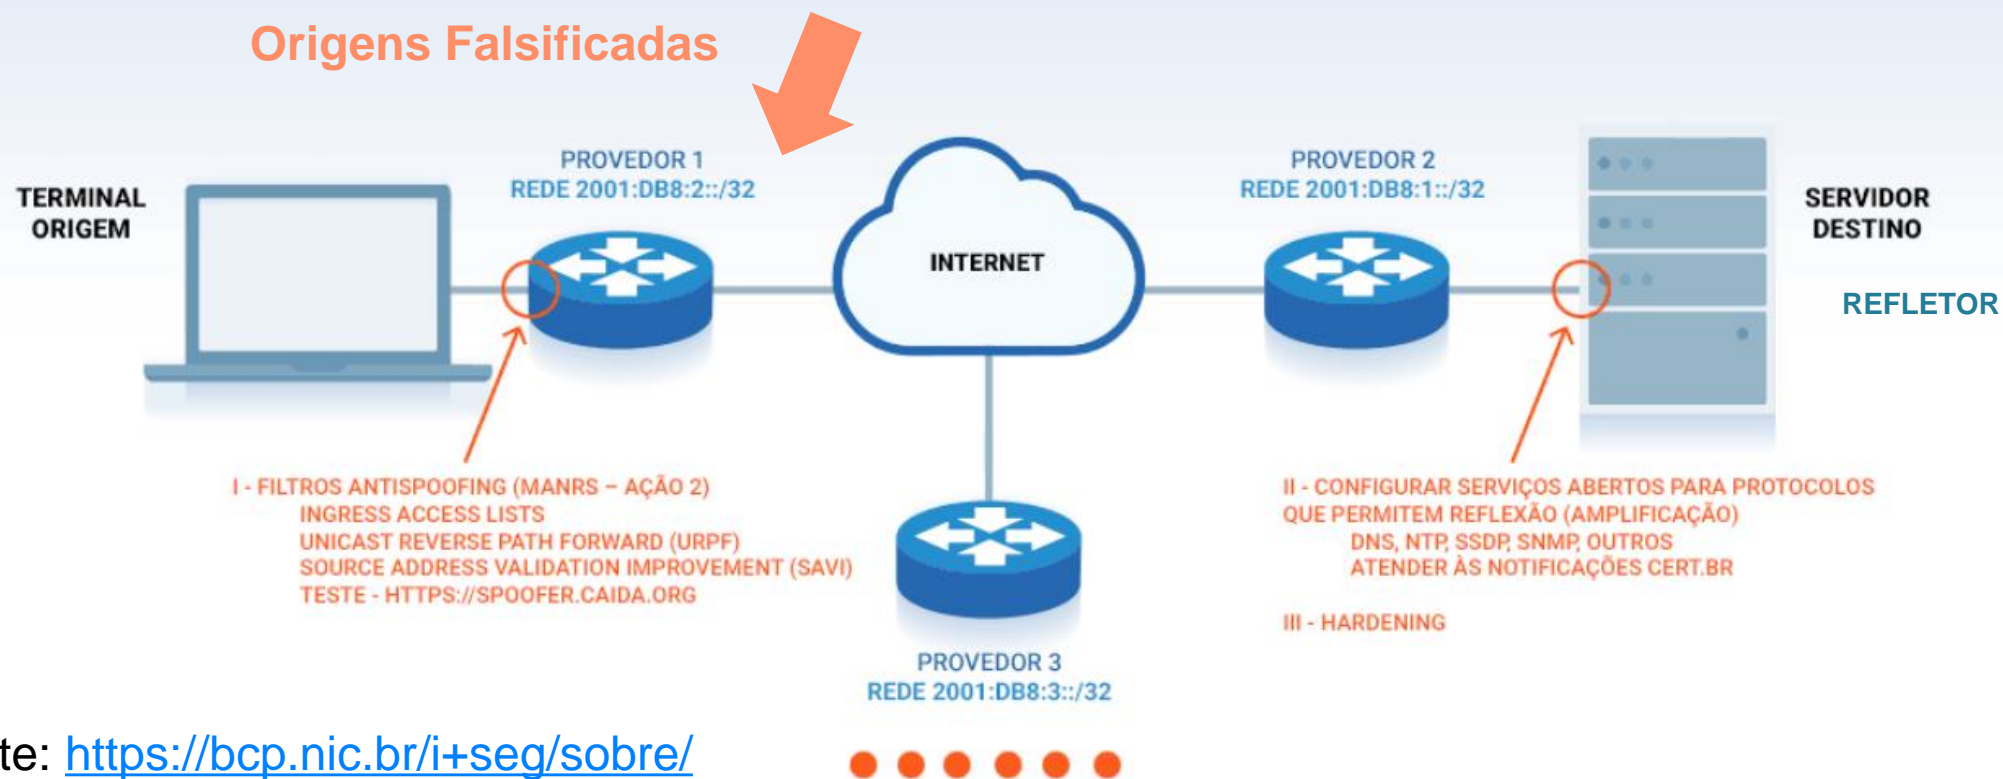 Origens Falsificadas
PROVEDOR 1
REDE 2001:DB8:2::/32
PROVEDOR 2
REDE 2001:DB8:1::/32
TERMINAL
ORIGEM
INTERNET
SERVIDOR
DESTINO
REFLETOR
I - FILTROS ANTISPOOFING (MANRS – AÇÃO 2)
INGRESS ACCESS LISTS
UNICAST REVERSE PATH FORWARD (URPF)
SOURCE ADDRESS VALIDATION IMPROVEMENT (SAVI)
TESTE - HTTPS://SPOOFER.CAIDA.ORG
II - CONFIGURAR SERVIÇOS ABERTOS PARA PROTOCOLOS
QUE PERMITEM REFLEXÃO (AMPLIFICAÇÃO)
DNS, NTP, SSDP, SNMP, OUTROS
ATENDER ÀS NOTIFICAÇÕES CERT.BR
III - HARDENING
PROVEDOR 3
REDE 2001:DB8:3::/32
te: https://bcp.nic.br/i+seg/sobre/